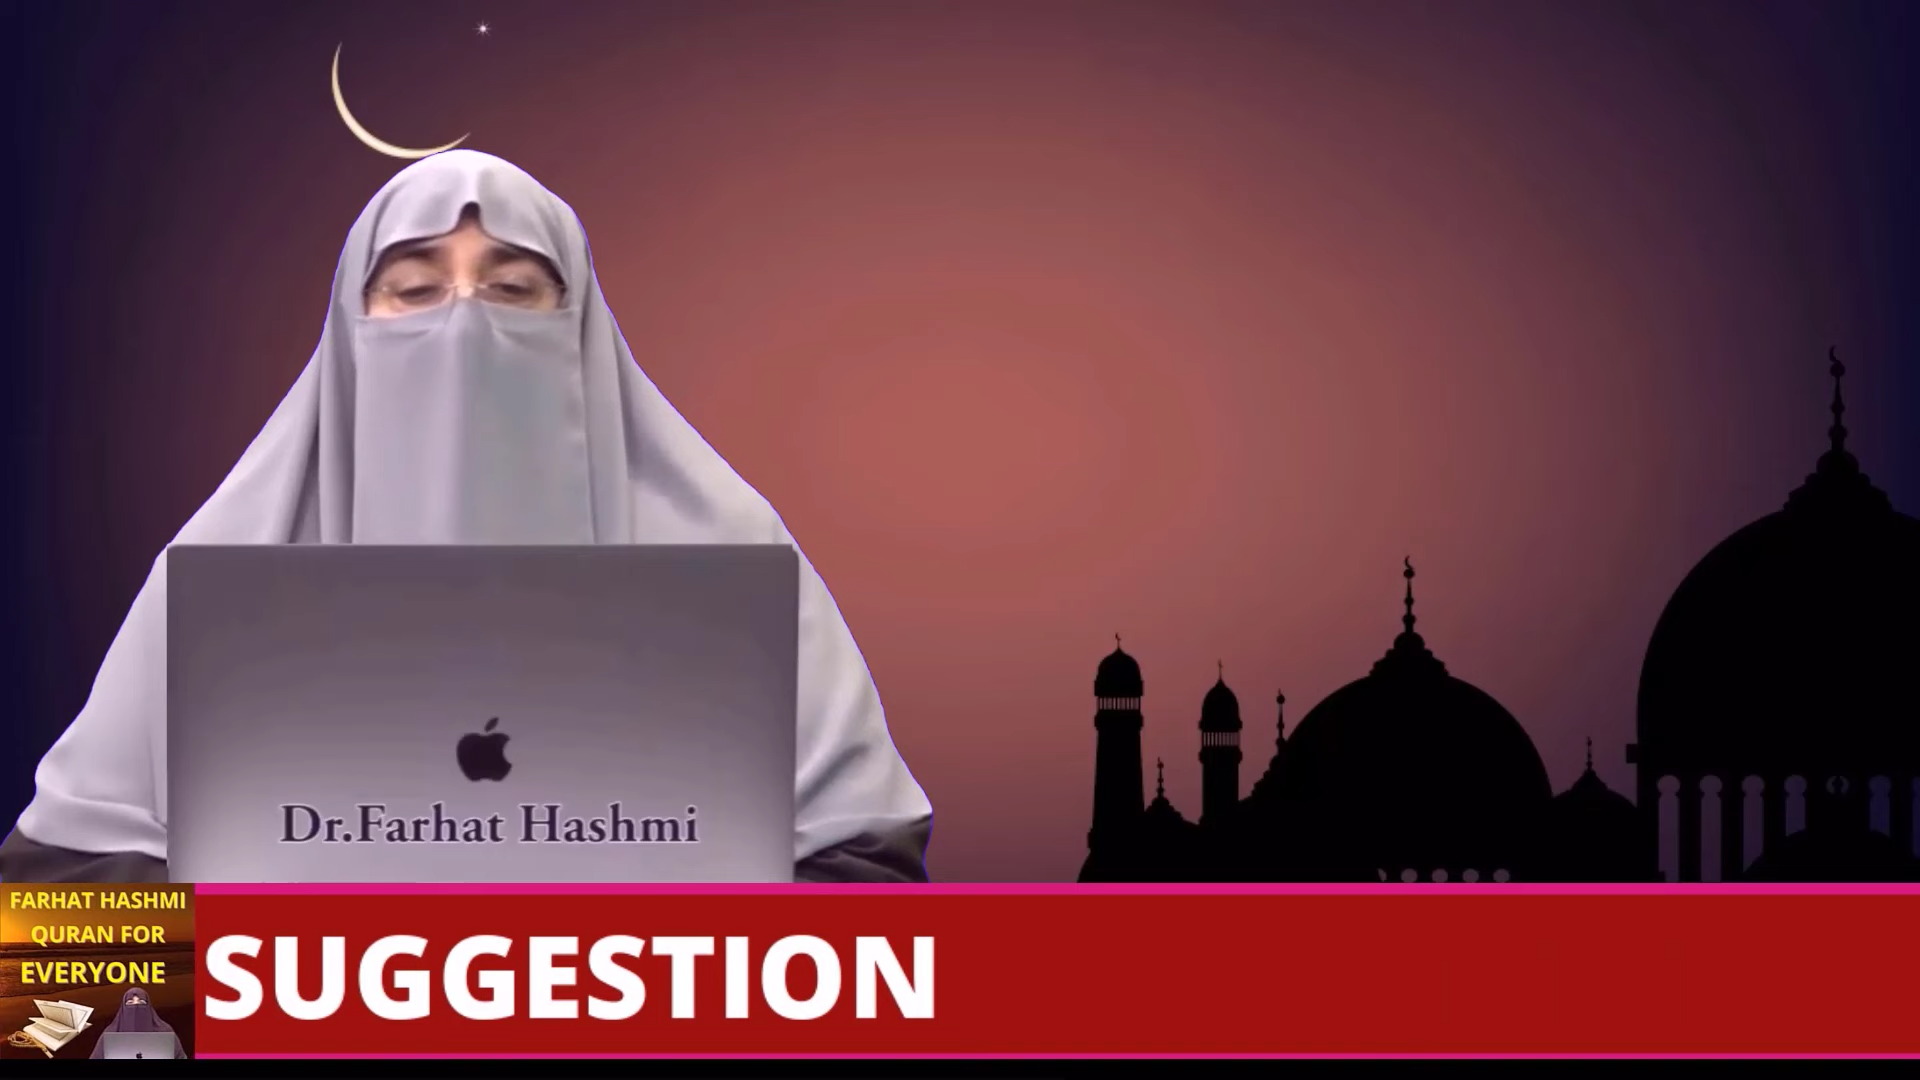 Dr.Farhat Hashmi
FARHAT HASHMI
QURAN FOR
EVERYONE
SUGGESTION